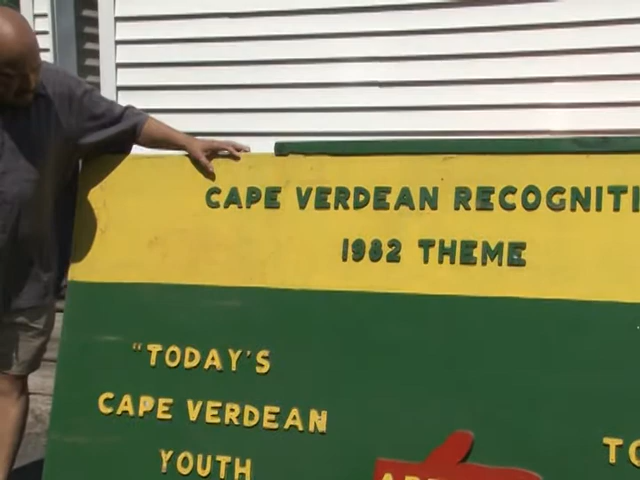 CAPE VERDEAN RECOGNITI
1982 THEME
"TODAY'S
CAPE VERDEAN
YOUTH
TO